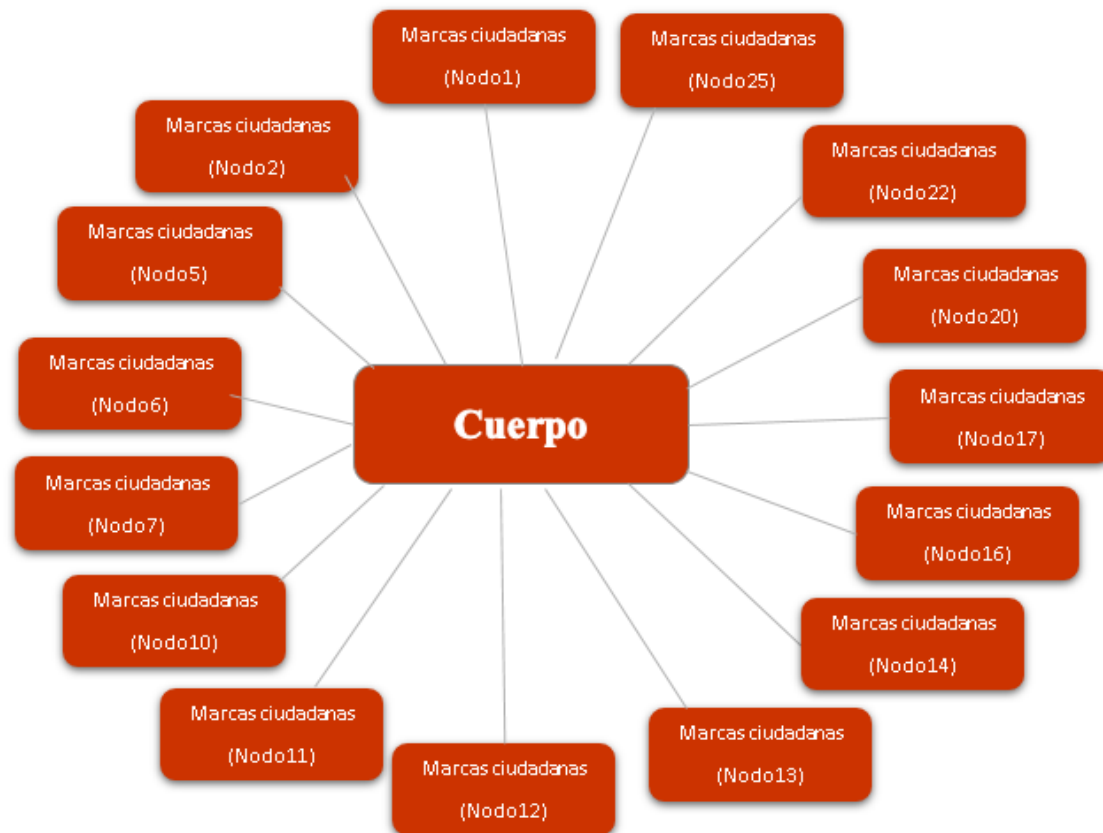 Marcas ciudadanas
(Nodo1)
Marcas ciudadanas
(Nodo25)
Marcas ciudadanas
(Nodo2)
Marcas ciudadanas
(Nodo22)
Marcas ciudadanas
(Nodo5)
Marcas ciudadanas
(Nodo20)
Marcas ciudadanas
(Nodo6)
Marcas ciudadanas
(Nodo17)
Cuerpo
Marcas ciudadanas
(Nodo7)
Marcas ciudadanas
(Nodo16)
Marcas ciudadanas
(Nodo10)
Marcas ciudadanas
(Nodo14)
Marcas ciudadanas
(Nodo11)
Marcas ciudadanas
(Nodo13)
Marcas ciudadanas
(Nodo12)